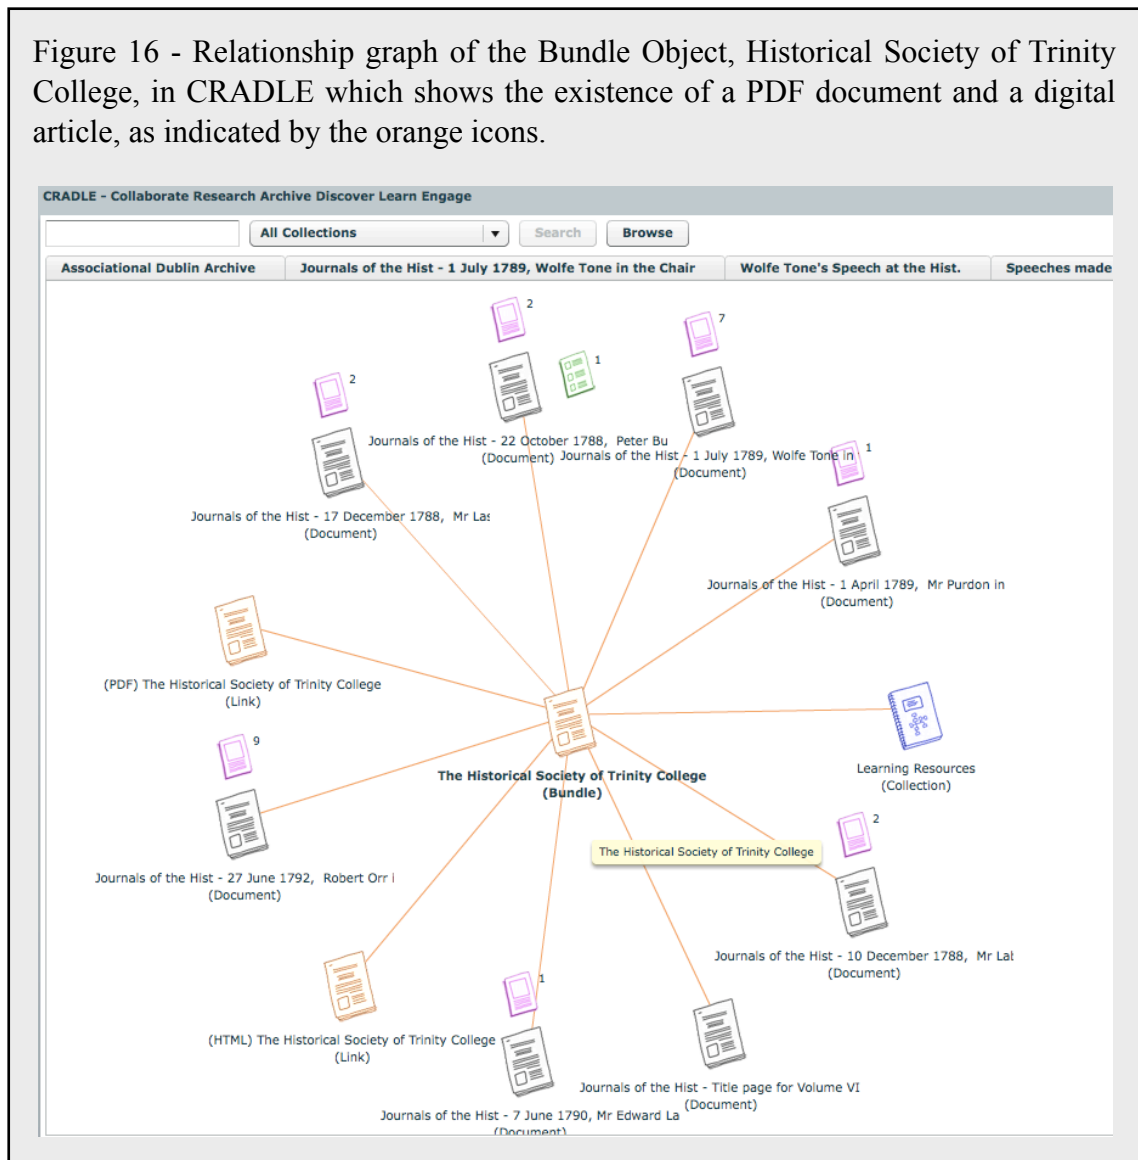 Figure 16 - Relationship graph of the Bundle Object, Historical Society of Trinity
College, in CRADLE which shows the existence of a PDF document and a digital
article, as indicated by the orange icons.
CRADLE - Collaborate Research Archive Discover Learn Engage
All Collections
Search
Browse
Associational Dublin Archive
Journals of the Hist - 1 July 1789, Wolfe Tone in the Chair
Wolfe Tone's Speech at the Hist.
Speeches made
2
7
1
2
Journals of the Hist - 22 October 1788, Peter Bu
(Document)
Journals of the Hist - 1 July 1789, Wolfe Tone in
(Document)
1
Journals of the Hist - 17 December 1788, Mr Las
(Document)
Journals of the Hist - 1 April 1789, Mr Purdon in
(Document)
(PDF) The Historical Society of Trinity College
(Link)
9
The Historical Society of Trinity College
(Bundle)
Learning Resources
(Collection)
2
The Historical Society of Trinity College
Journals of the Hist - 27 June 1792, Robert Orr i
(Document)
Journals of the Hist - 10 December 1788, Mr Lab
(Document)
1
(HTML) The Historical Society of Trinity College
(Link)
Journals of the Hist - Title page for Volume VI
(Document)
Journals of the Hist - 7 June 1790, Mr Edward La
(Document)